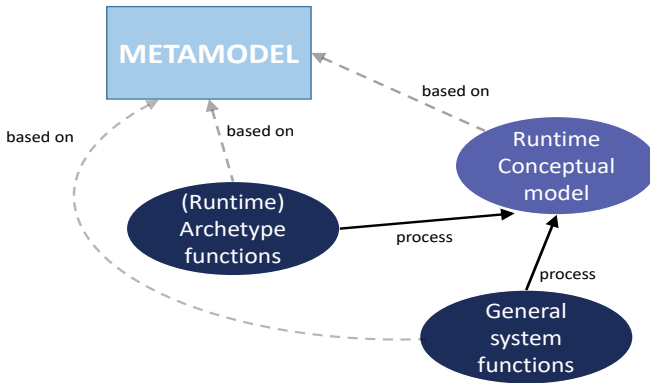 METAMODEL
based on
based on
based on
Runtime
Conceptual
model
(Runtime)
Archetype
functions
process
process
General
system
functions